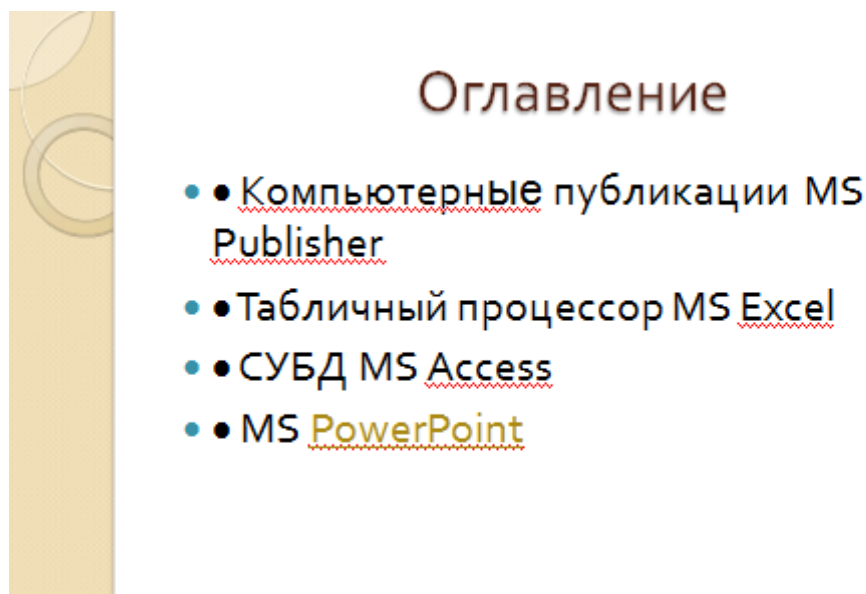 Оглавление
• • Компьютерные публикации MS
Publisher
• • Табличный процессор MS Excel
• • СУБД MS Access
• • MS PowerPoint